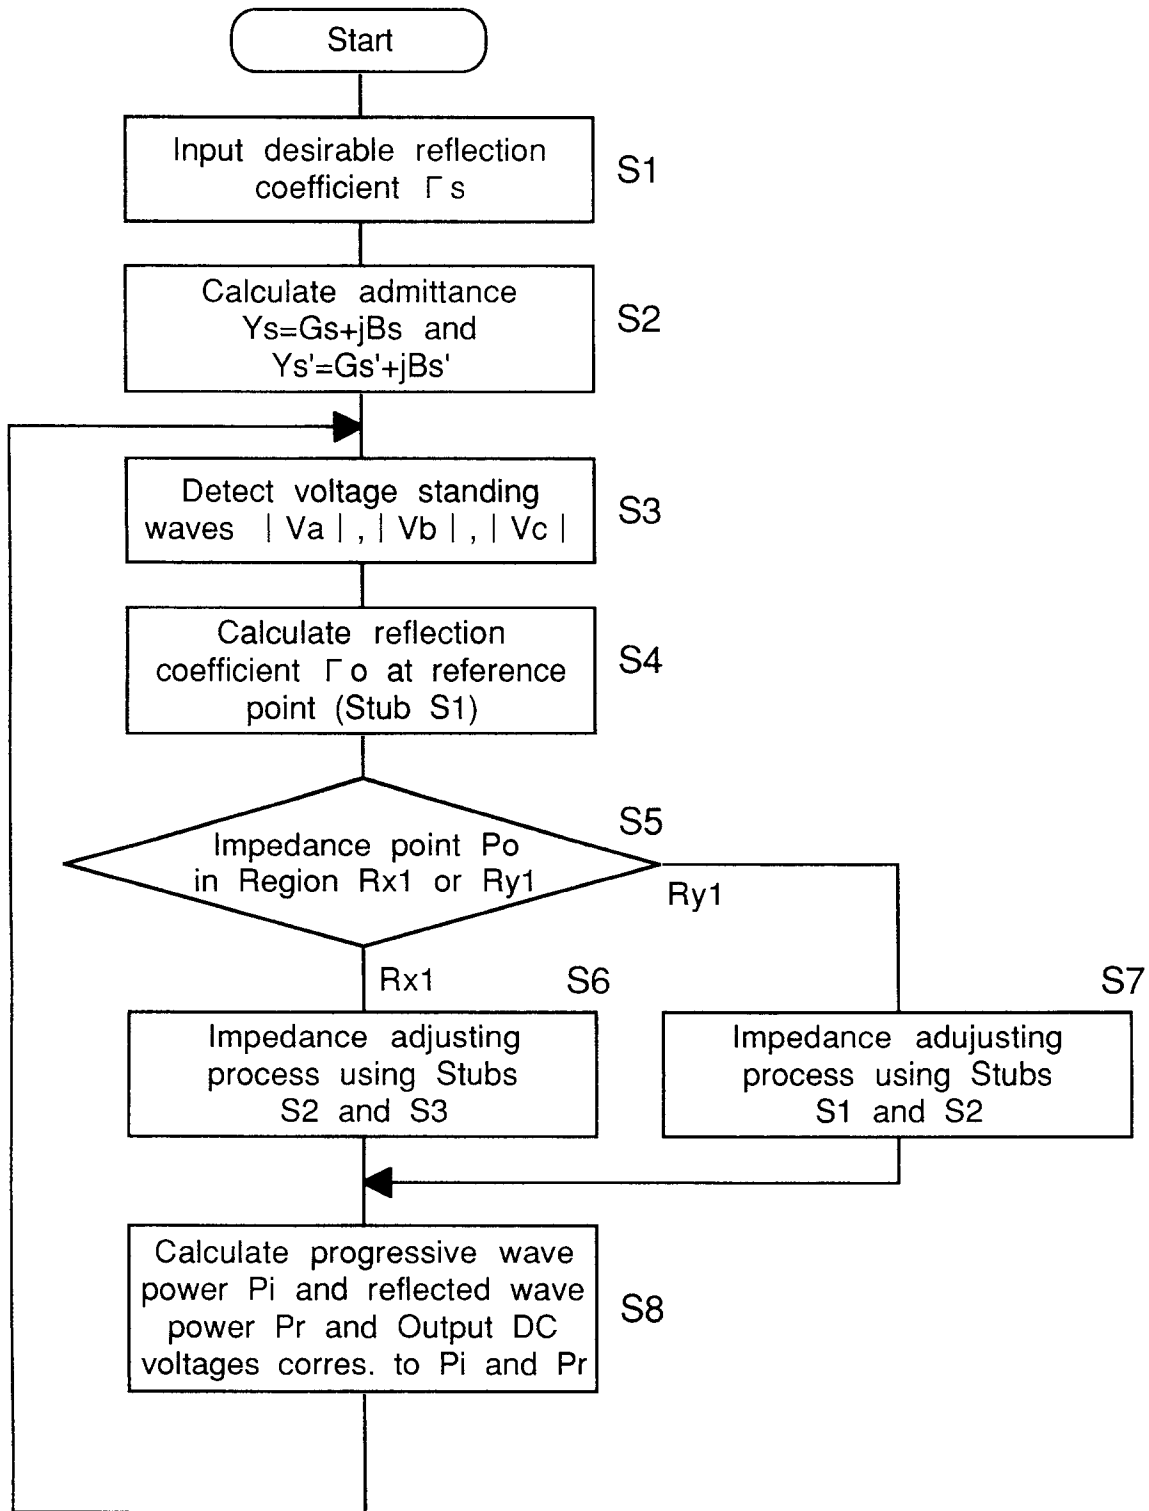 Start
Input desirable reflection
coefficient Γs
S1
Calculate admittance
Ys=Gs+jBs and
Ys'=Gs'+jBs'
S2
Detect voltage standing
waves |Va|,|Vb|,|Vc|
S3
Calculate reflection
coefficient Γo at reference
point (Stub S1)
S4
Impedance point Po
in Region Rx1 or Ry1
S5
Ry1
Rx1
S6
S7
Impedance adjusting
process using Stubs
S2 and S3
Impedance adujusting
process using Stubs
S1 and S2
Calculate progressive wave
power Pi and reflected wave
power Pr and Output DC
voltages corres. to Pi and Pr
S8